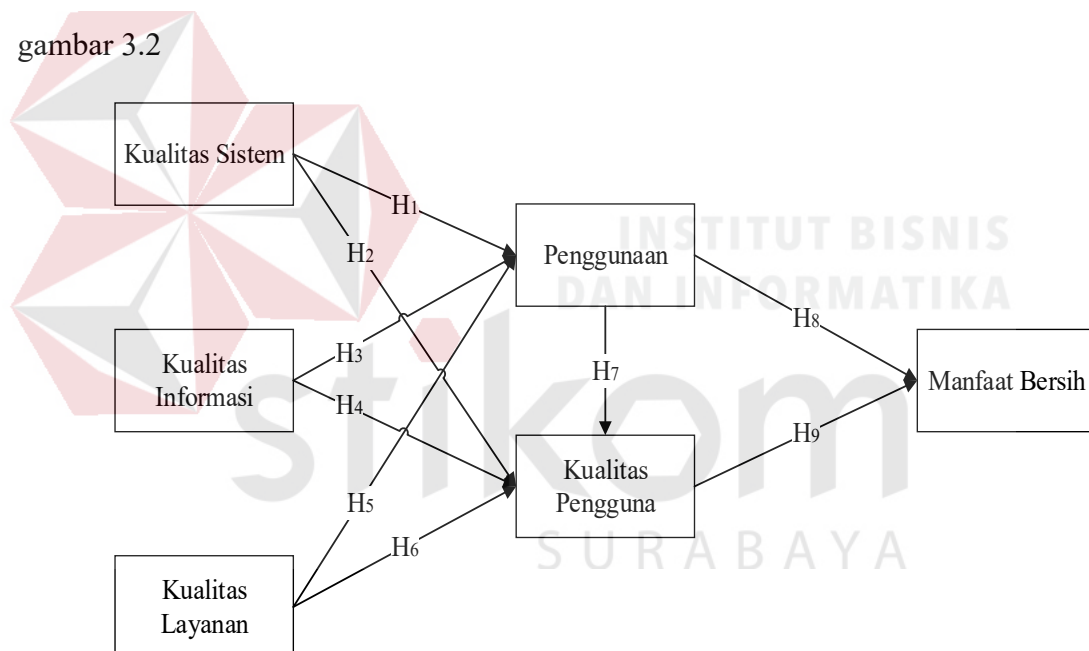 gambar 3.2
Kualitas Sistem
H1
H2
Penggunaan
INSTITUT BISNIS
DAN INFORMATIKA
H8
Kualitas
Informasi
H3
H4
H7
Manfaat Bersih
stikom
H9
Kualitas
Pengguna
H5
H6
SURABAYA
Kualitas
Layanan